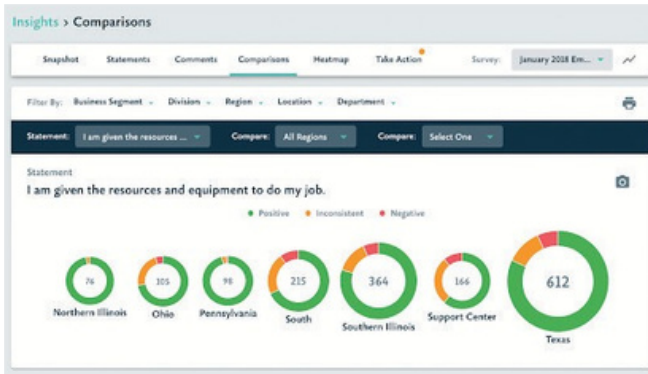 Insights > Comparisons
Snapshot Statements Comments Comparisons Heatmap Take Action Survey: January 2018 Em...
Filter By: Business Segment Division Region Location Department
Statement: I am given the resources ... Compare: All Regions Compare: Select One
Statement
I am given the resources and equipment to do my job.
Positive Inconsistent Negative
76 105 98 215 364 166 612
Northern Illinois Ohio Pennsylvania South Southern Illinois Support Center Texas